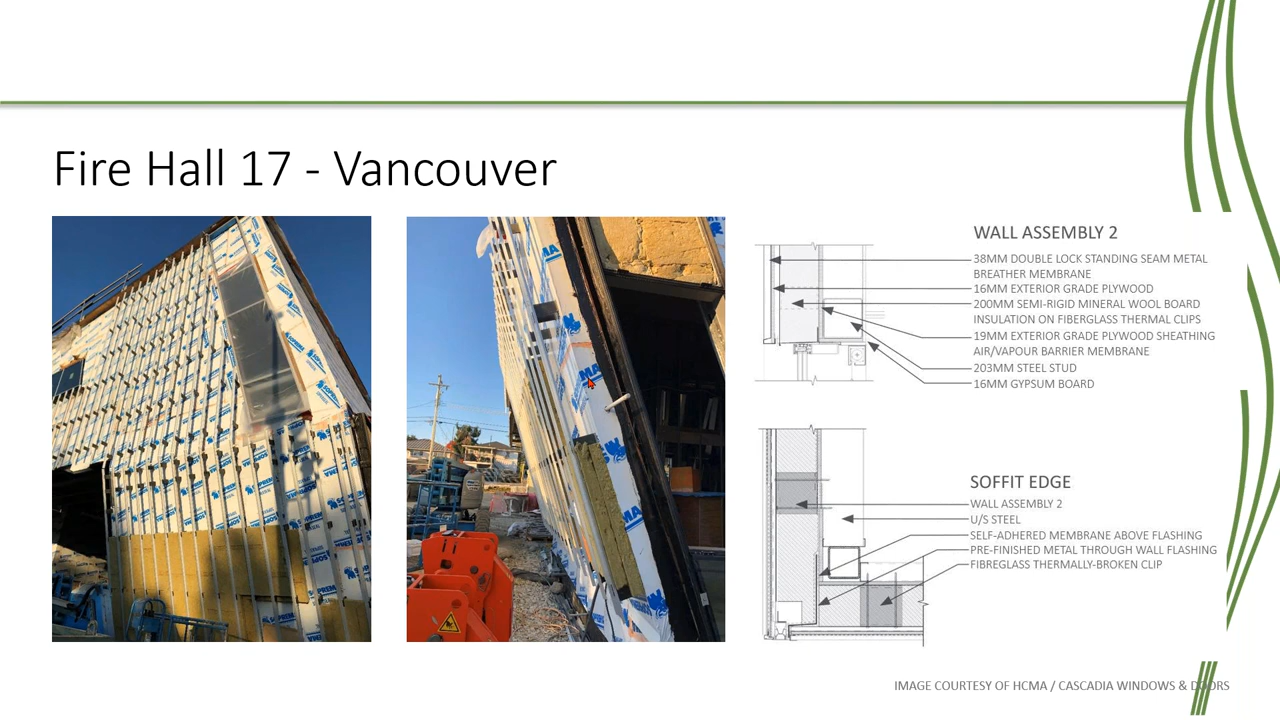 Fire Hall 17 - Vancouver
WALL ASSEMBLY 2
38MM DOUBLE LOCK STANDING SEAM METAL
BREATHER MEMBRANE
16MM EXTERIOR GRADE PLYWOOD
200MM SEMI-RIGID MINERAL WOOL BOARD
INSULATION ON FIBERGLASS THERMAL CLIPS
19MM EXTERIOR GRADE PLYWOOD SHEATHING
AIR/VAPOUR BARRIER MEMBRANE
203MM STEEL STUD
16MM GYPSUM BOARD
SOFFIT EDGE
WALL ASSEMBLY 2
U/S STEEL
SELF-ADHERED MEMBRANE ABOVE FLASHING
PRE-FINISHED METAL THROUGH WALL FLASHING
FIBREGLASS THERMALLY-BROKEN CLIP
IMAGE COURTESY OF HCMA / CASCADIA WINDOWS & DOORS